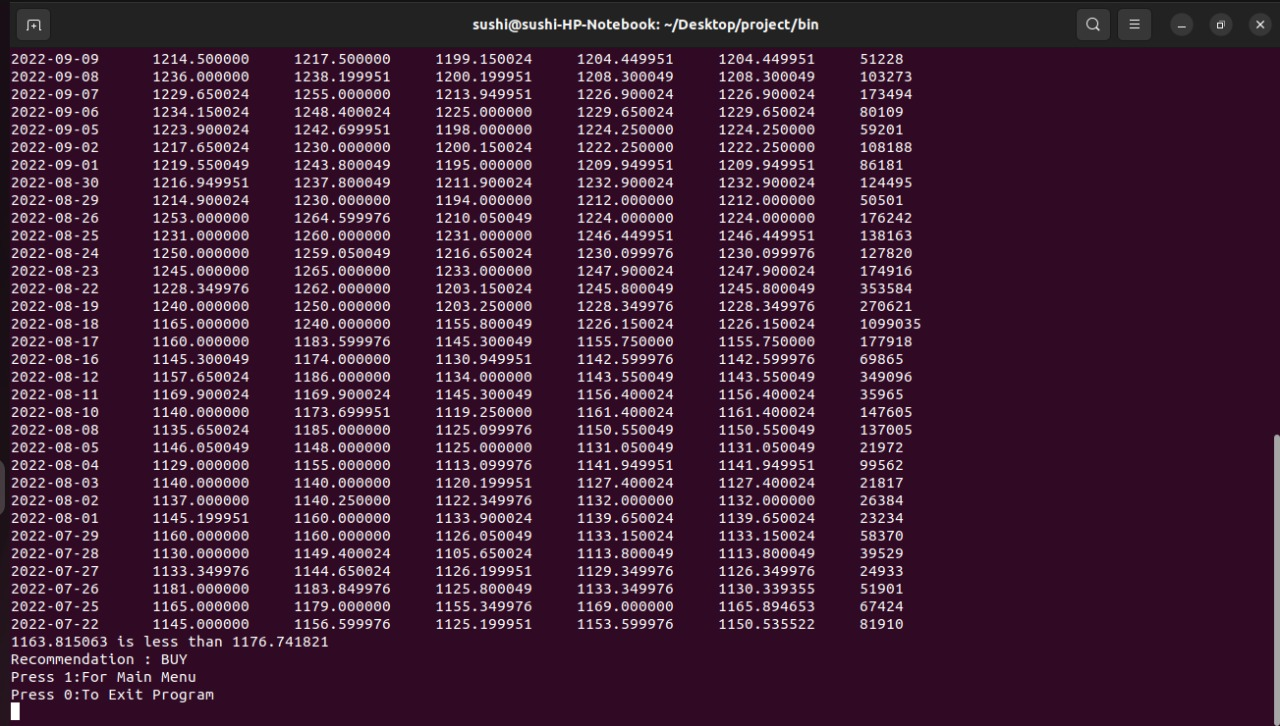 sushi@sushi-HP-Notebook: ~/Desktop/project/bin
2022-09-09 1214.500000 1217.500000 1199.150024 1204.449951 1204.449951 51228
2022-09-08 1236.000000 1238.199951 1200.199951 1208.300049 1208.300049 103273
2022-09-07 1229.650024 1255.000000 1213.949951 1226.900024 1226.900024 173494
2022-09-06 1234.150024 1248.400024 1225.000000 1229.650024 1229.650024 80109
2022-09-05 1223.900024 1242.699951 1198.000000 1224.250000 1224.250000 59201
2022-09-02 1217.650024 1230.000000 1200.150024 1222.250000 1222.250000 108188
2022-09-01 1219.550049 1243.800049 1195.000000 1209.949951 1209.949951 86181
2022-08-30 1216.949951 1237.800049 1211.900024 1232.900024 1232.900024 124495
2022-08-29 1214.900024 1230.000000 1194.000000 1212.000000 1212.000000 50501
2022-08-26 1253.000000 1264.599976 1210.050049 1224.000000 1224.000000 176242
2022-08-25 1231.000000 1260.000000 1231.000000 1246.449951 1246.449951 138163
2022-08-24 1250.000000 1259.050049 1216.650024 1230.099976 1230.099976 127820
2022-08-23 1245.000000 1265.000000 1233.000000 1247.900024 1247.900024 174916
2022-08-22 1228.349976 1262.000000 1203.150024 1245.800049 1245.800049 353584
2022-08-19 1240.000000 1250.000000 1203.250000 1228.349976 1228.349976 270621
2022-08-18 1165.000000 1240.000000 1155.800049 1226.150024 1226.150024 1099035
2022-08-17 1160.000000 1183.599976 1145.300049 1155.750000 1155.750000 177918
2022-08-16 1145.300049 1174.000000 1130.949951 1142.599976 1142.599976 69865
2022-08-12 1157.650024 1186.000000 1134.000000 1143.550049 1143.550049 349096
2022-08-11 1169.900024 1169.900024 1145.300049 1156.400024 1156.400024 35965
2022-08-10 1140.000000 1173.699951 1119.250000 1161.400024 1161.400024 147605
2022-08-08 1135.650024 1185.000000 1125.099976 1150.550049 1150.550049 137005
2022-08-05 1146.050049 1148.000000 1125.000000 1131.050049 1131.050049 21972
2022-08-04 1129.000000 1155.000000 1113.099976 1141.949951 1141.949951 99562
2022-08-03 1140.000000 1140.000000 1120.199951 1127.400024 1127.400024 21817
2022-08-02 1137.000000 1140.250000 1122.349976 1132.000000 1132.000000 26384
2022-08-01 1145.199951 1160.000000 1133.900024 1139.650024 1139.650024 23234
2022-07-29 1160.000000 1160.000000 1126.050049 1133.150024 1133.150024 58370
2022-07-28 1130.000000 1149.400024 1105.650024 1113.800049 1113.800049 39529
2022-07-27 1133.349976 1144.650024 1126.199951 1129.349976 1126.349976 24933
2022-07-26 1181.000000 1183.849976 1125.800049 1133.349976 1130.339355 51901
2022-07-25 1165.000000 1179.000000 1155.349976 1169.000000 1165.894653 67424
2022-07-22 1145.000000 1156.599976 1125.199951 1153.599976 1150.535522 81910
1163.815063 is less than 1176.741821
Recommendation : BUY
Press 1:For Main Menu
Press 0:To Exit Program